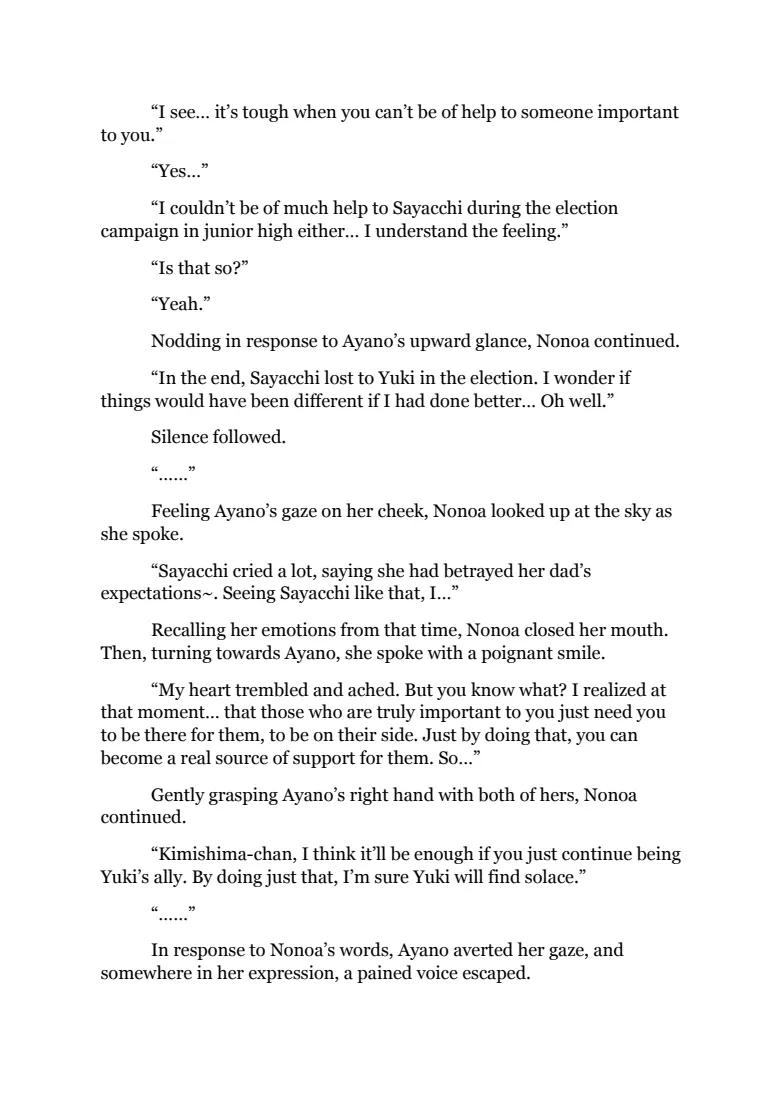 “I see... it’s tough when you can’t be of help to someone important
to you.”
“Yes...”
“I couldn’t be of much help to Sayacchi during the election
campaign in junior high either... I understand the feeling.”
“Is that so?”
“Yeah.”
Nodding in response to Ayano’s upward glance, Nonoa continued.
“In the end, Sayacchi lost to Yuki in the election. I wonder if
things would have been different if I had done better... Oh well.”
Silence followed.
“......”
Feeling Ayano’s gaze on her cheek, Nonoa looked up at the sky as
she spoke.
“Sayacchi cried a lot, saying she had betrayed her dad’s
expectations~. Seeing Sayacchi like that, I...”
Recalling her emotions from that time, Nonoa closed her mouth.
Then, turning towards Ayano, she spoke with a poignant smile.
“My heart trembled and ached. But you know what? I realized at
that moment... that those who are truly important to you just need you
to be there for them, to be on their side. Just by doing that, you can
become a real source of support for them. So...”
Gently grasping Ayano’s right hand with both of hers, Nonoa
continued.
“Kimishima-chan, I think it’ll be enough if you just continue being
Yuki’s ally. By doing just that, I’m sure Yuki will find solace.”
“......”
In response to Nonoa’s words, Ayano averted her gaze, and
somewhere in her expression, a pained voice escaped.